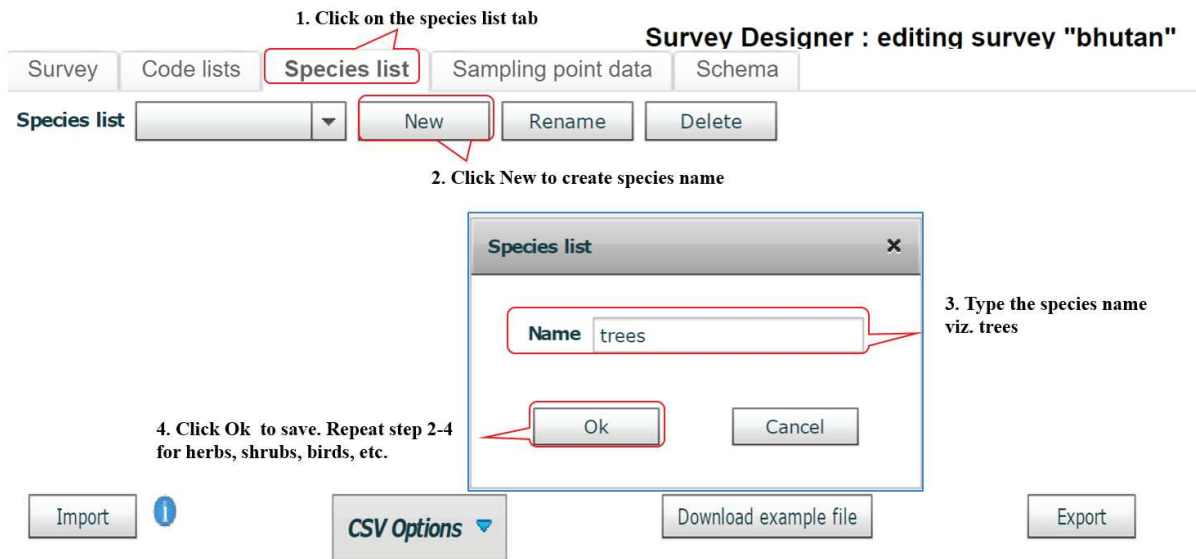 1. Click on the species list tab
Survey Designer : editing survey "bhutan"
Survey Code lists Species list Sampling point data Schema
Species list New Rename Delete
2. Click New to create species name
Species list ×
3. Type the species name
viz. trees
Name trees
Ok Cancel
4. Click Ok to save. Repeat step 2-4
for herbs, shrubs, birds, etc.
Import i CSV Options Download example file Export